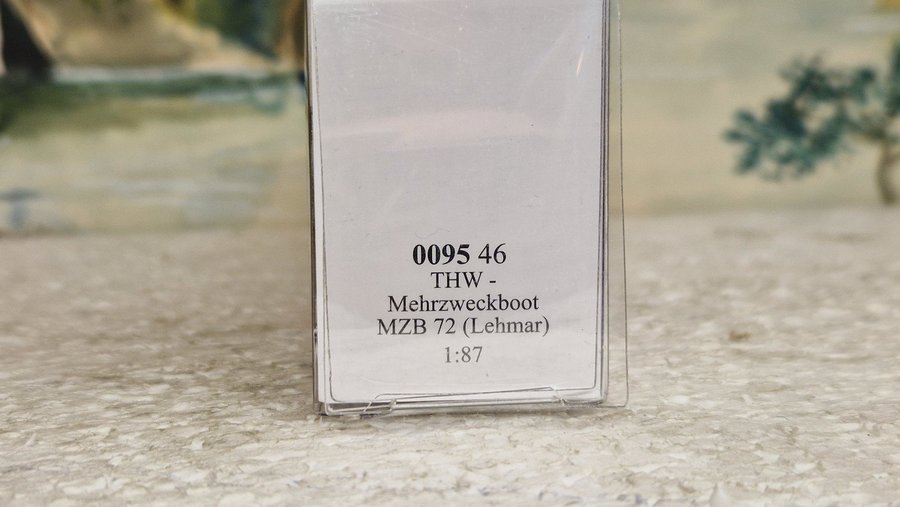 0095 46
THW -
Mehrzweckboot
MZB 72 (Lehmar)
1:87